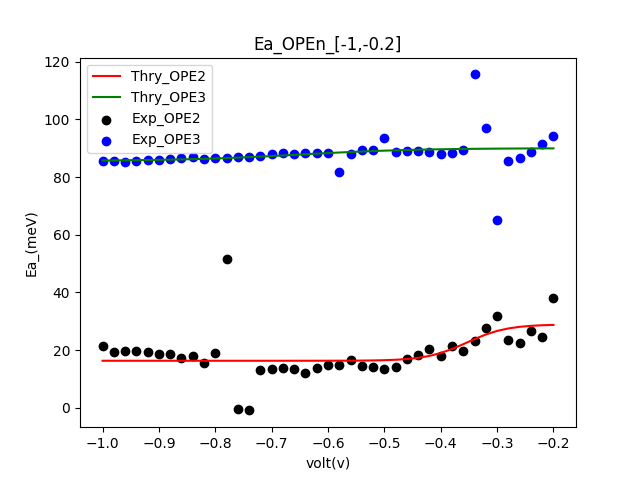 Ea_OPEn_[-1,-0.2]
Thry_OPE2
Thry_OPE3
Exp_OPE2
Exp_OPE3
120
100
80
60
40
20
0
Ea_(meV)
−1.0 −0.9 −0.8 −0.7 −0.6 −0.5 −0.4 −0.3 −0.2
volt(v)